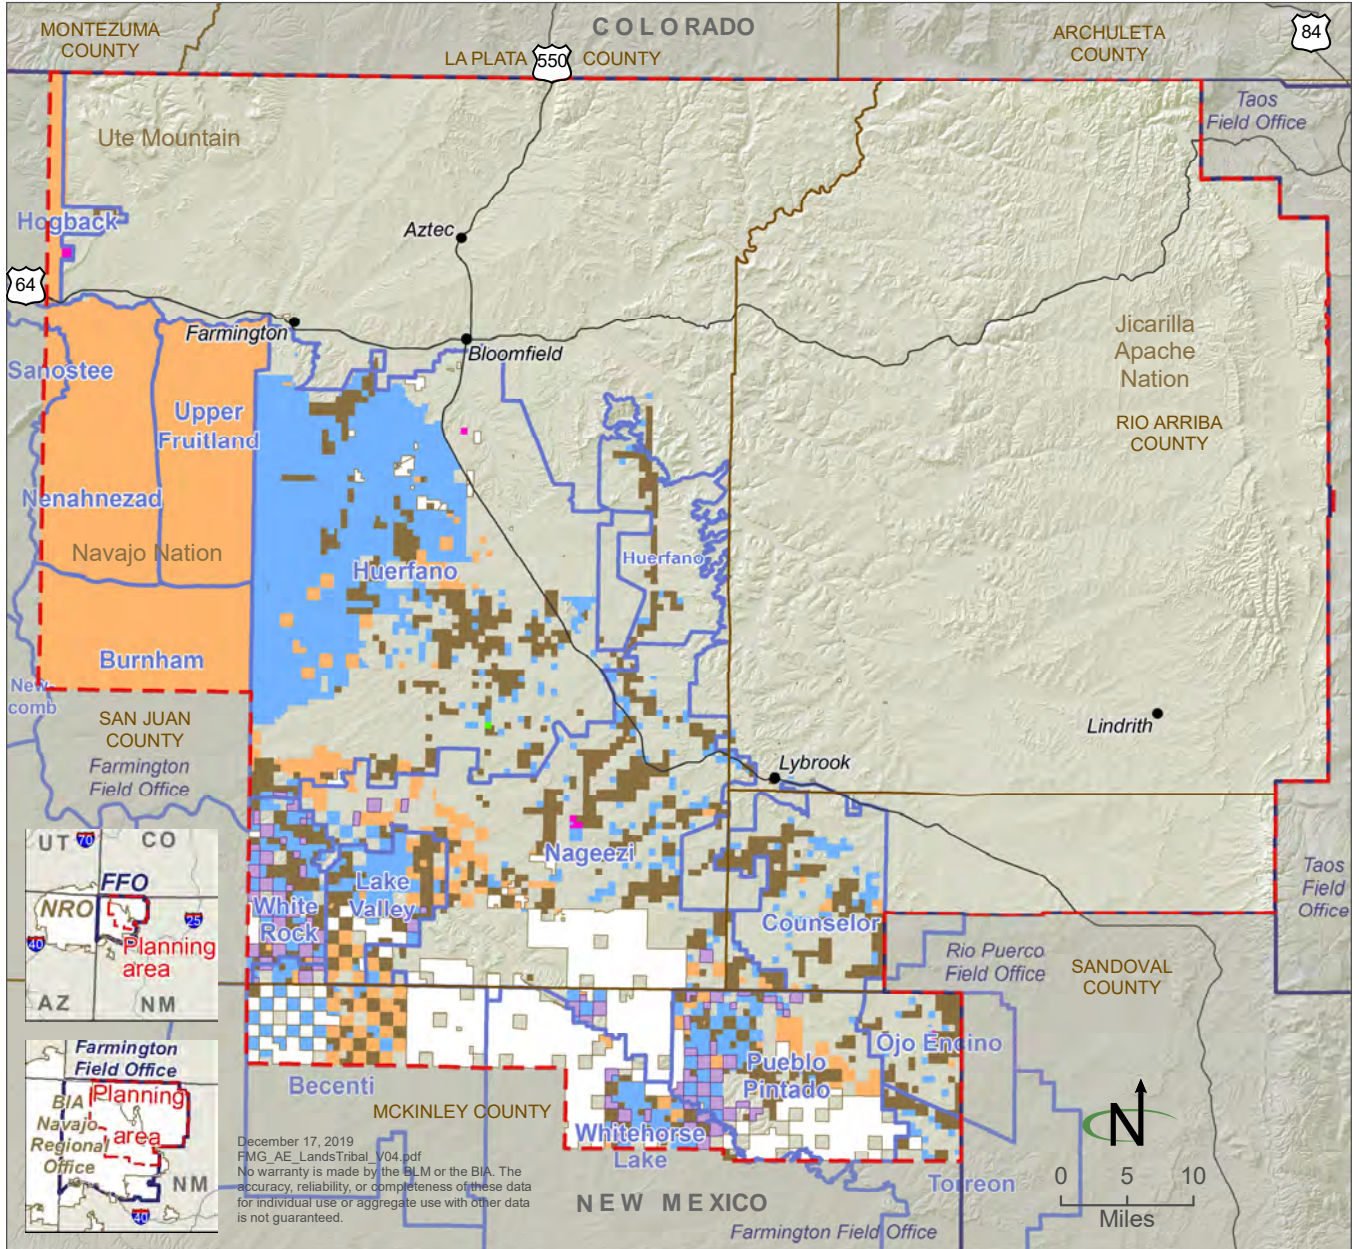 COLORADO
MONTEZUMA
COUNTY
LA PLATA
550
COUNTY
ARCHULETA
COUNTY
84
Taos
Field Office
Ute Mountain
Hogback
Aztec
64
Farmington
Bloomfield
Jicarilla
Apache
Nation
Sanostee
Upper
Fruitland
RIO ARRIBA
COUNTY
Nenahnezad
Navajo Nation
Huerfano
Huerfano
Burnham
New-
comb
SAN JUAN
COUNTY
Farmington
Field Office
Lindrith
Lybrook
Nageezi
Lake
Valley
White
Rock
Counselor
Taos
Field
Office
Rio Puerco
Field Office
SANDOVAL
COUNTY
UT
70
CO
FFO
NRO
25
40
Planning
area
AZ
NM
Ojo Encino
Pueblo
Pintado
Becenti
MCKINLEY COUNTY
Whitehorse
Lake
Farmington
Field Office
Planning
area
BIA
Navajo
Regional
Office
NM
40
December 17, 2019
FMG_AE_LandsTribal_V04.pdf
No warranty is made by the BLM or the BIA. The
accuracy, reliability, or completeness of these data
for individual use or aggregate use with other data
is not guaranteed.
N
0 5 10
Miles
Torreon
NEW MEXICO
Farmington Field Office